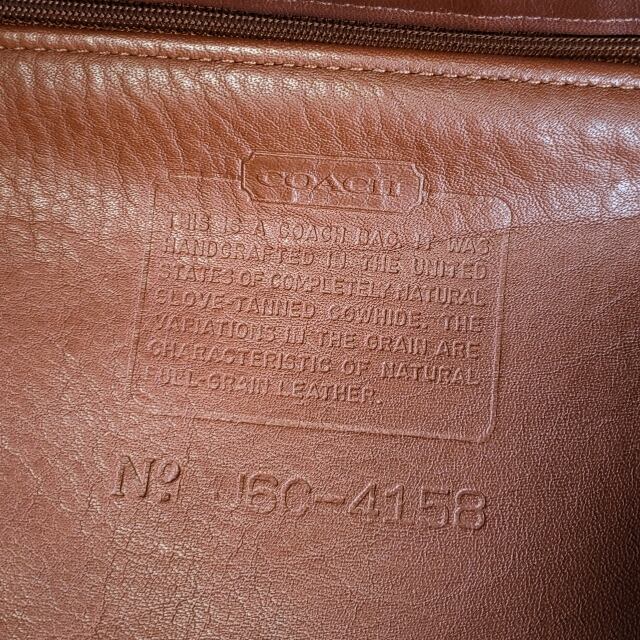 COACH
THIS IS A COACH BAG. IT WAS
HANDCRAFTED IN THE UNITED
STATES OF COMPLETELY NATURAL
GLOVE-TANNED COWHIDE. THE
VARIATIONS IN THE GRAIN ARE
CHARACTERISTIC OF NATURAL
FULL-GRAIN LEATHER.
Nº J6C-4158